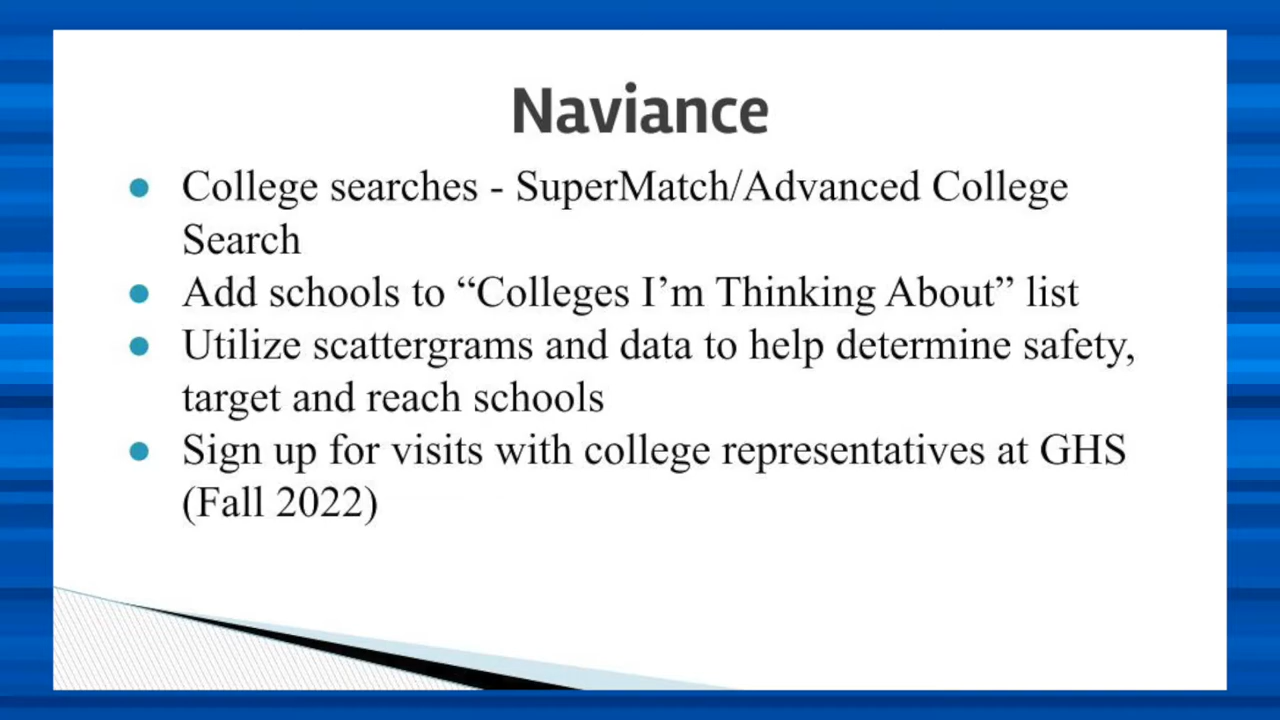 Naviance
● College searches - SuperMatch/Advanced College
Search
● Add schools to “Colleges I’m Thinking About” list
● Utilize scattergrams and data to help determine safety,
target and reach schools
● Sign up for visits with college representatives at GHS
(Fall 2022)